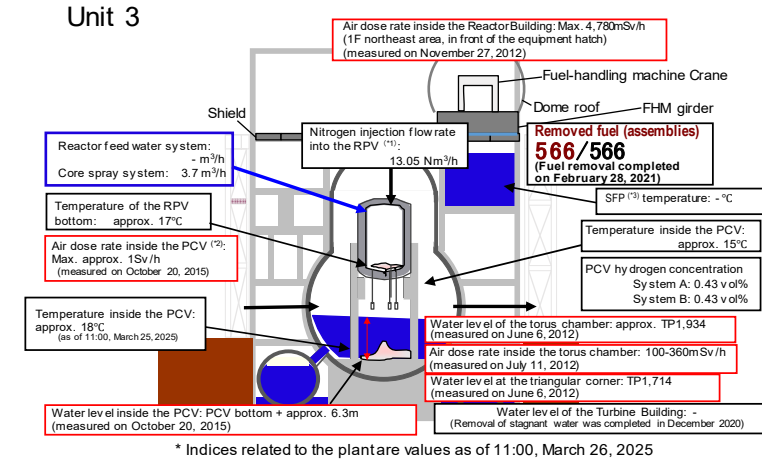 Unit 3
Air dose rate inside the Reactor Building: Max. 4,780mSv/h
(1F northeast area, in front of the equipment hatch)
(measured on November 27, 2012)
Fuel-handling machine Crane
Dome roof
FHM girder
Shield
Nitrogen injection flow rate
into the RPV (*1):
13.05 Nm³/h
Removed fuel (assemblies)
566/566
(Fuel removal completed
on February 28, 2021)
Reactor feed water system:
- m³/h
Core spray system: 3.7 m³/h
SFP (*3) temperature: - ℃
Temperature of the RPV
bottom: approx. 17℃
Temperature inside the PCV:
approx. 15℃
Air dose rate inside the PCV (*2):
Max. approx. 1Sv/h
(measured on October 20, 2015)
PCV hydrogen concentration
System A: 0.43 vol%
System B: 0.43 vol%
Temperature inside the PCV:
approx. 18℃
(as of 11:00, March 25, 2025)
Water level of the torus chamber: approx. TP1,934
(measured on June 6, 2012)
Air dose rate inside the torus chamber: 100-360mSv/h
(measured on July 11, 2012)
Water level at the triangular corner: TP1,714
(measured on June 6, 2012)
Water level inside the PCV: PCV bottom + approx. 6.3m
(measured on October 20, 2015)
Water level of the Turbine Building: -
(Removal of stagnant water was completed in December 2020)
* Indices related to the plant are values as of 11:00, March 26, 2025